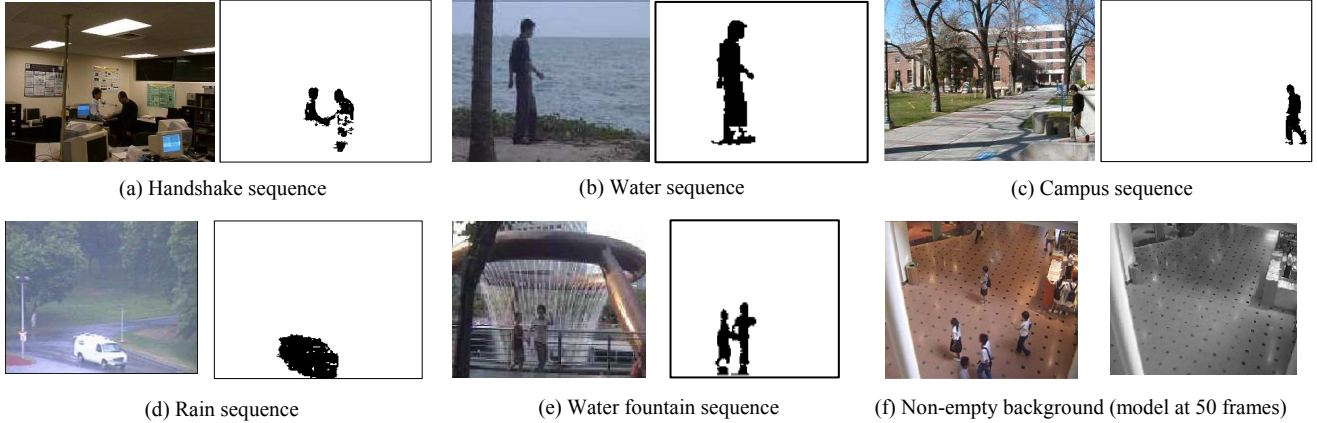 (a) Handshake sequence
(b) Water sequence
(c) Campus sequence
(d) Rain sequence
(e) Water fountain sequence
(f) Non-empty background (model at 50 frames)